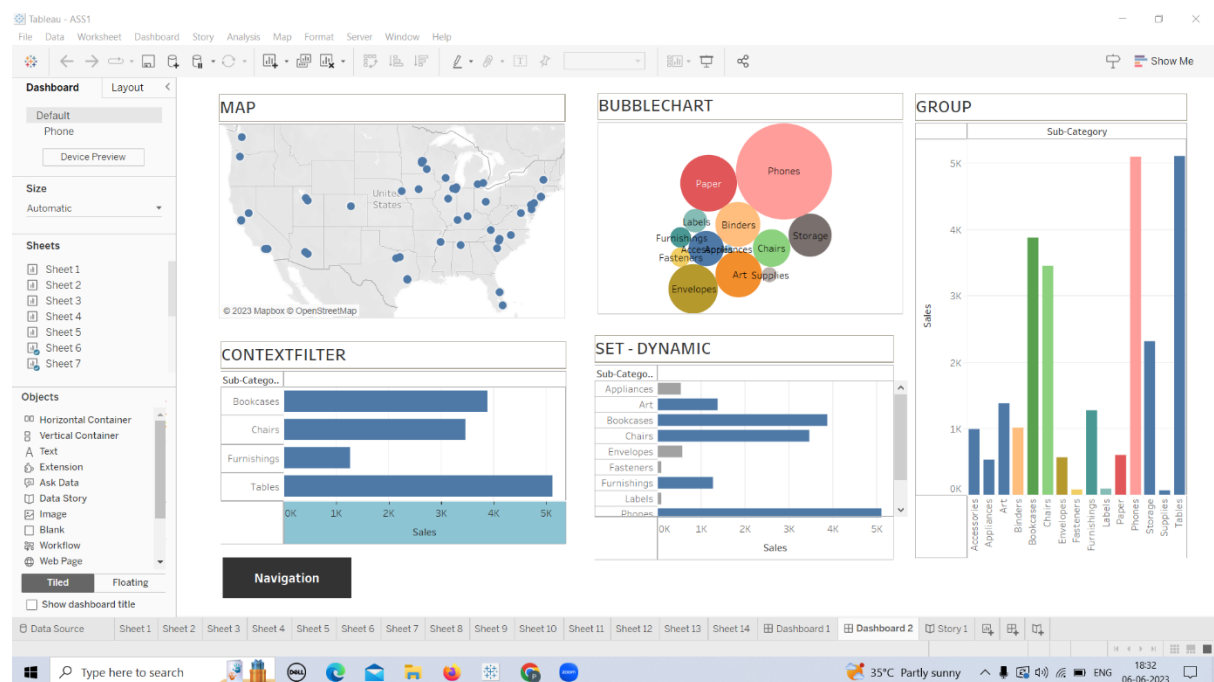 Tableau - ASS1
File Data Worksheet Dashboard Story Analysis Map Format Server Window Help
Show Me
Dashboard Layout
Default
Phone
Device Preview
Size
Automatic
Sheets
Sheet 1
Sheet 2
Sheet 3
Sheet 4
Sheet 5
Sheet 6
Sheet 7
Objects
Horizontal Container
Vertical Container
A Text
Extension
Ask Data
Data Story
Image
Blank
Workflow
Web Page
Tiled Floating
Show dashboard title
MAP
United
States
© 2023 Mapbox © OpenStreetMap
BUBBLECHART
Phones
Paper
Labels
Binders
Storage
Furnishings
Accessories
Appliances
Chairs
Fasteners
Art
Supplies
Envelopes
GROUP
Sub-Category
5K
4K
3K
2K
1K
0K
Sales
Accessories
Appliances
Art
Binders
Bookcases
Chairs
Envelopes
Fasteners
Furnishings
Labels
Paper
Phones
Storage
Supplies
Tables
CONTEXTFILTER
Sub-Catego..
Bookcases
Chairs
Furnishings
Tables
0K 1K 2K 3K 4K 5K
Sales
SET - DYNAMIC
Sub-Catego..
Appliances
Art
Bookcases
Chairs
Envelopes
Fasteners
Furnishings
Labels
Phones
0K 1K 2K 3K 4K 5K
Sales
Navigation
Data Source Sheet 1 Sheet 2 Sheet 3 Sheet 4 Sheet 5 Sheet 6 Sheet 7 Sheet 8 Sheet 9 Sheet 10 Sheet 11 Sheet 12 Sheet 13 Sheet 14 Dashboard 1 Dashboard 2 Story 1
Type here to search
DELL
zoom
35°C Partly sunny
ENG
18:32
06-06-2023